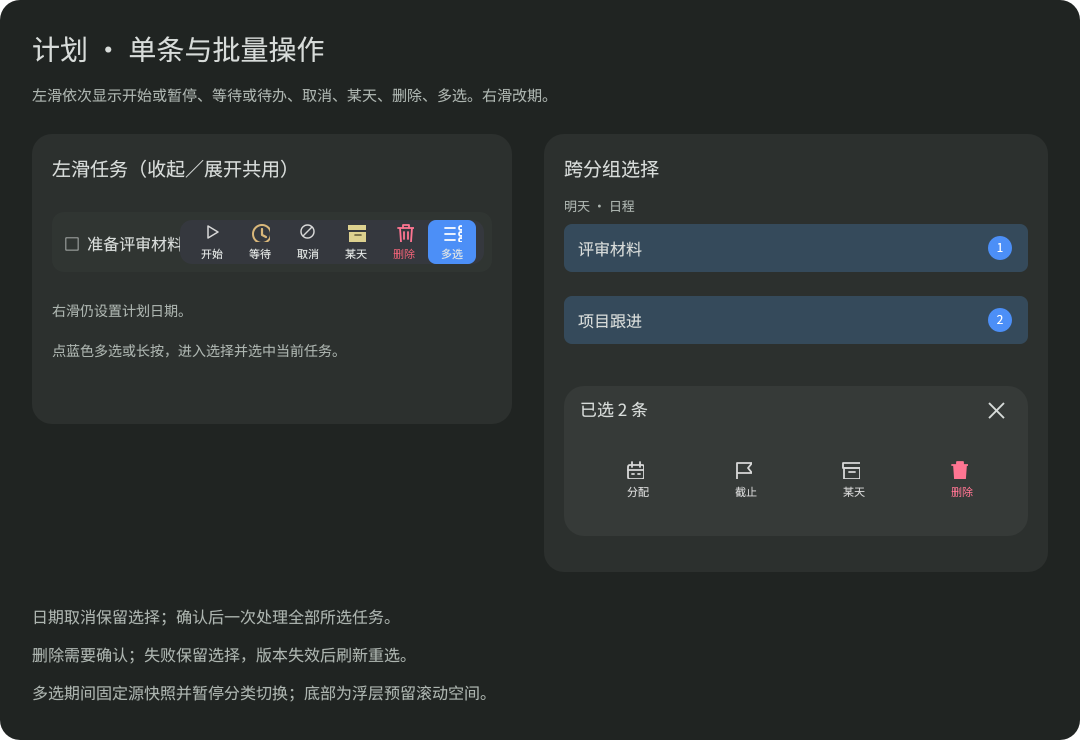 计划 · 单条与批量操作
左滑依次显示开始或暂停、等待或待办、取消、某天、删除、多选。右滑改期。
左滑任务（收起／展开共用）
准备评审材料
开始 等待 取消 某天 删除 多选
右滑仍设置计划日期。
点蓝色多选或长按，进入选择并选中当前任务。
跨分组选择
明天 · 日程
评审材料 1
项目跟进 2
已选 2 条
分配 截止 某天 删除
日期取消保留选择；确认后一次处理全部所选任务。
删除需要确认；失败保留选择，版本失效后刷新重选。
多选期间固定源快照并暂停分类切换；底部为浮层预留滚动空间。